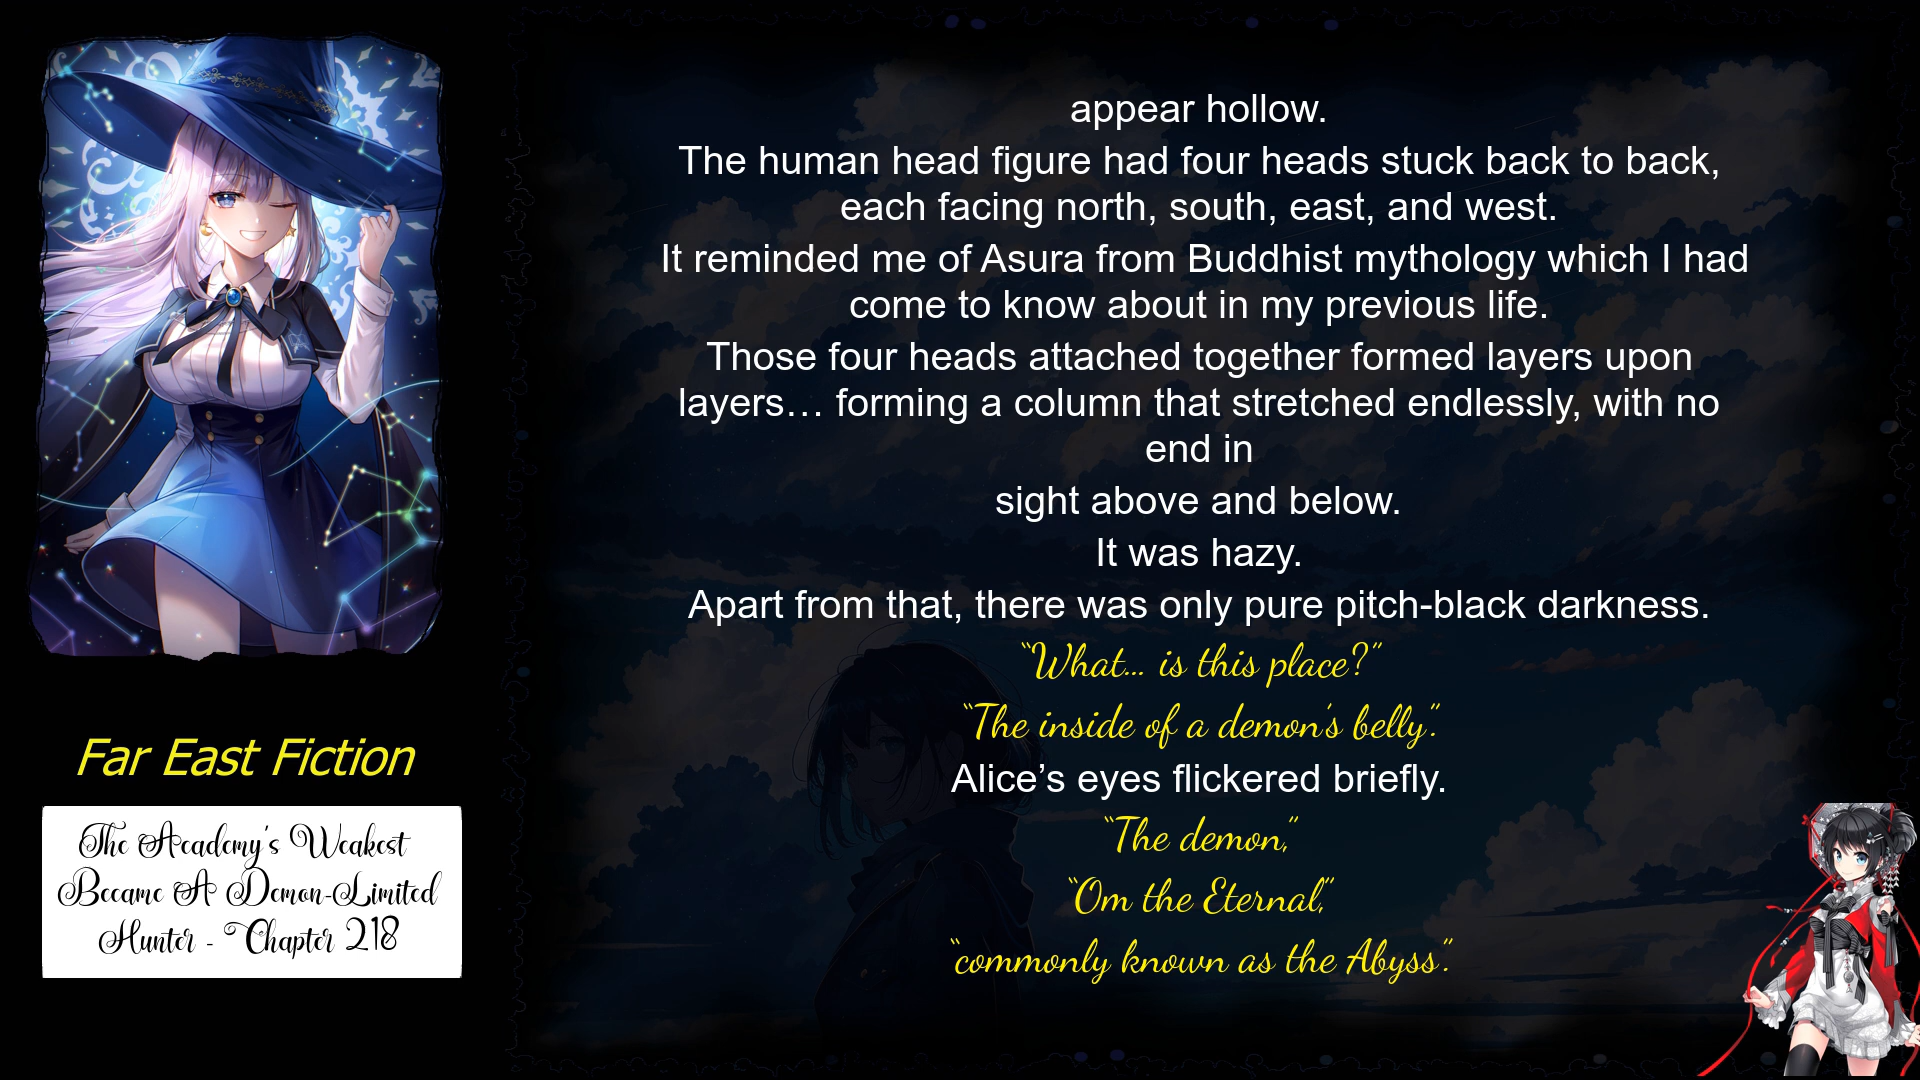 appear hollow.
The human head figure had four heads stuck back to back,
each facing north, south, east, and west.
It reminded me of Asura from Buddhist mythology which I had
come to know about in my previous life.
Those four heads attached together formed layers upon
layers… forming a column that stretched endlessly, with no
end in
sight above and below.
It was hazy.
Apart from that, there was only pure pitch-black darkness.
“What… is this place?”
“The inside of a demon’s belly.”
Alice’s eyes flickered briefly.
“The demon,”
“Om the Eternal,”
“commonly known as the Abyss.”
Far East Fiction
The Academy's Weakest
Became A Demon-Limited
Hunter - Chapter 218